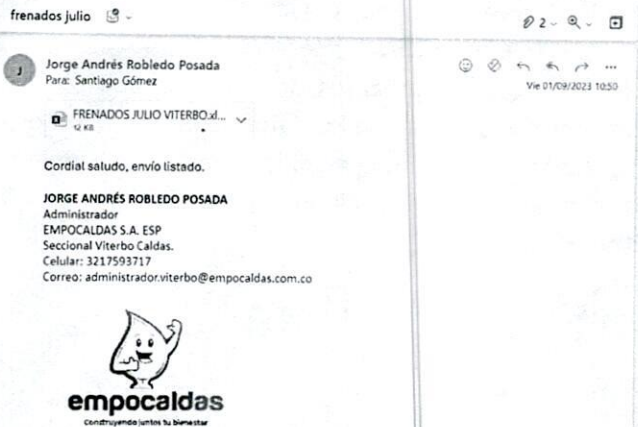 frenados julio
2
J
Jorge Andrés Robledo Posada
Para: Santiago Gómez
Vie 01/09/2023 10:50
FRENADOS JULIO VITERBO.xl...
12 KB
Cordial saludo, envío listado.
JORGE ANDRÉS ROBLEDO POSADA
Administrador
EMPOCALDAS S.A. ESP
Seccional Viterbo Caldas.
Celular: 3217593717
Correo: administrador.viterbo@empocaldas.com.co
empocaldas
Construyendo juntos tu bienestar